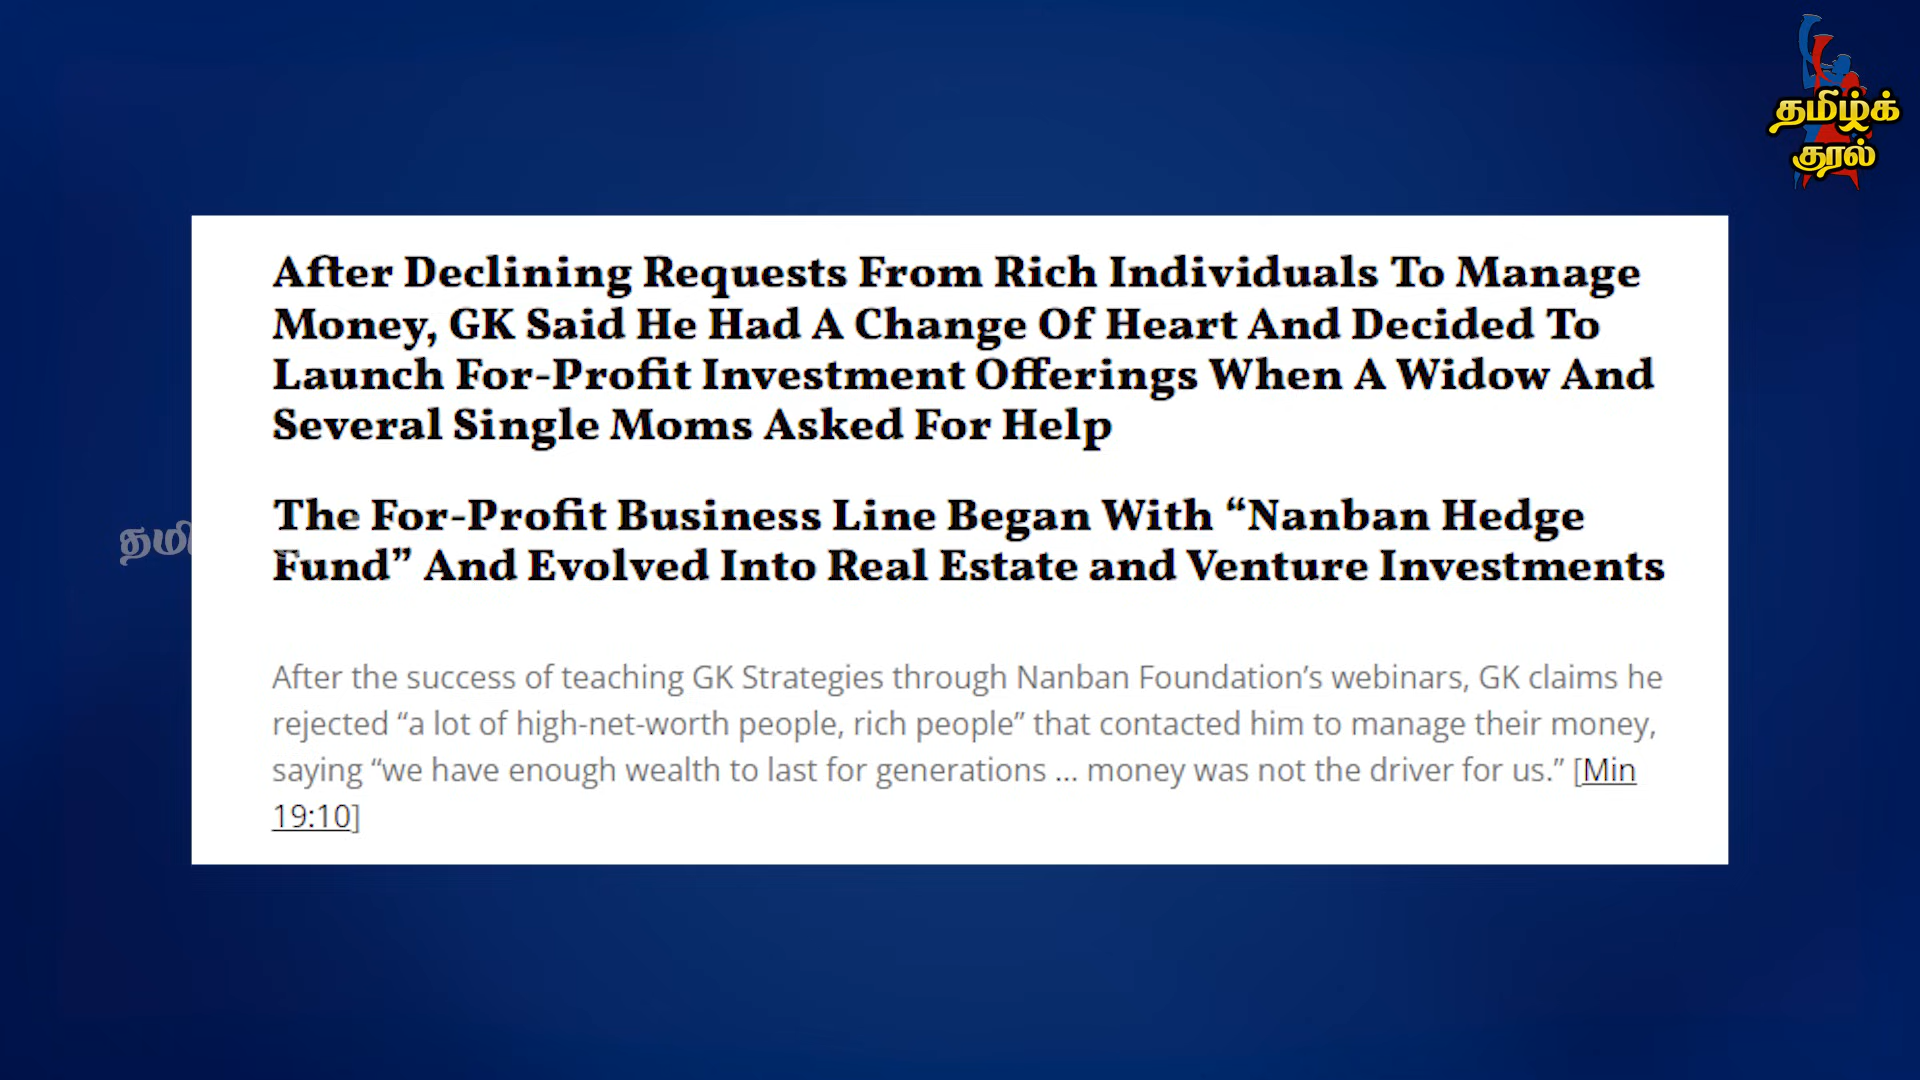 தமிழ்க்
குரல்
After Declining Requests From Rich Individuals To Manage
Money, GK Said He Had A Change Of Heart And Decided To
Launch For-Profit Investment Offerings When A Widow And
Several Single Moms Asked For Help
The For-Profit Business Line Began With “Nanban Hedge
Fund” And Evolved Into Real Estate and Venture Investments
After the success of teaching GK Strategies through Nanban Foundation’s webinars, GK claims he
rejected “a lot of high-net-worth people, rich people” that contacted him to manage their money,
saying “we have enough wealth to last for generations ... money was not the driver for us.” [Min
19:10]